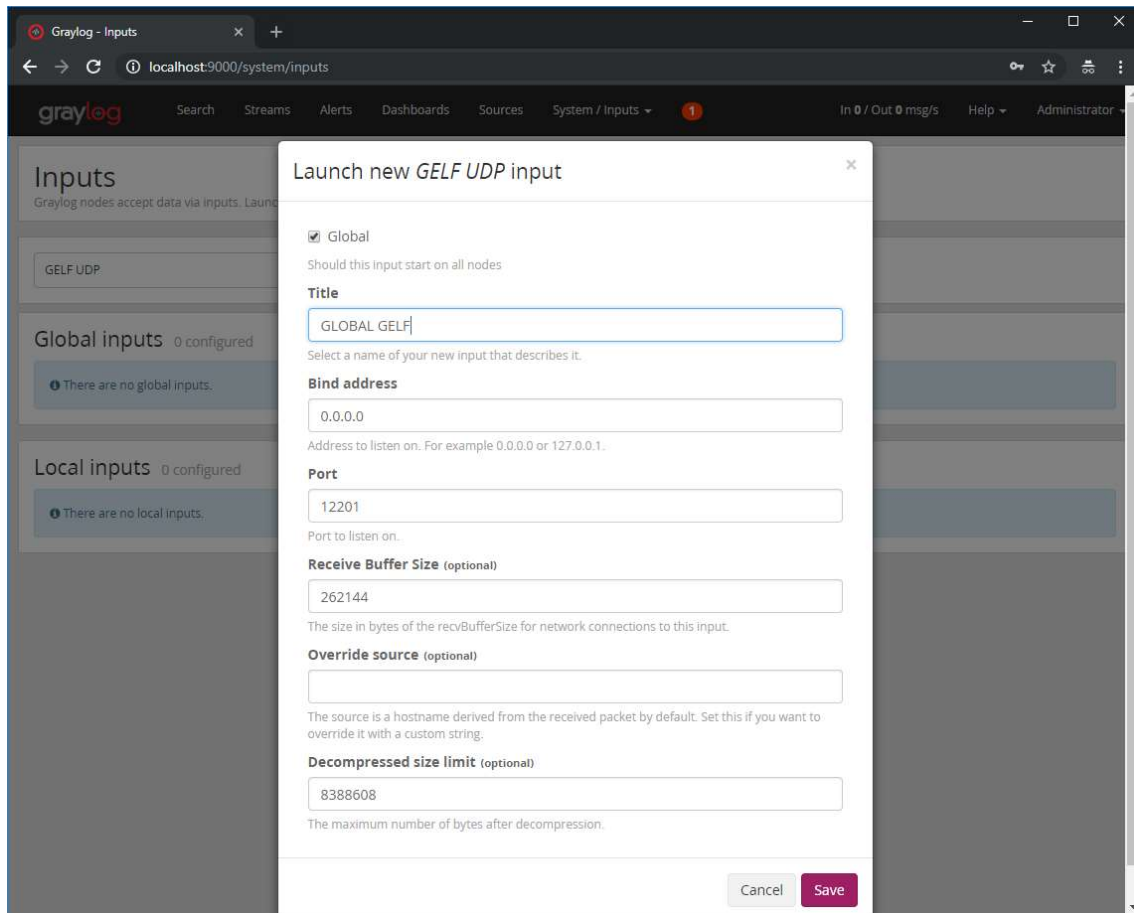 Graylog - Inputs
localhost:9000/system/inputs
graylog Search Streams Alerts Dashboards Sources System / Inputs 1 In 0 / Out 0 msg/s Help Administrator
Inputs
Graylog nodes accept data via inputs. Launc
GELF UDP
Global inputs 0 configured
There are no global inputs.
Local inputs 0 configured
There are no local inputs.
Launch new GELF UDP input
Global
Should this input start on all nodes
Title
GLOBAL GELF
Select a name of your new input that describes it.
Bind address
0.0.0.0
Address to listen on. For example 0.0.0.0 or 127.0.0.1.
Port
12201
Port to listen on.
Receive Buffer Size (optional)
262144
The size in bytes of the recvBufferSize for network connections to this input.
Override source (optional)
The source is a hostname derived from the received packet by default. Set this if you want to
override it with a custom string.
Decompressed size limit (optional)
8388608
The maximum number of bytes after decompression.
Cancel Save